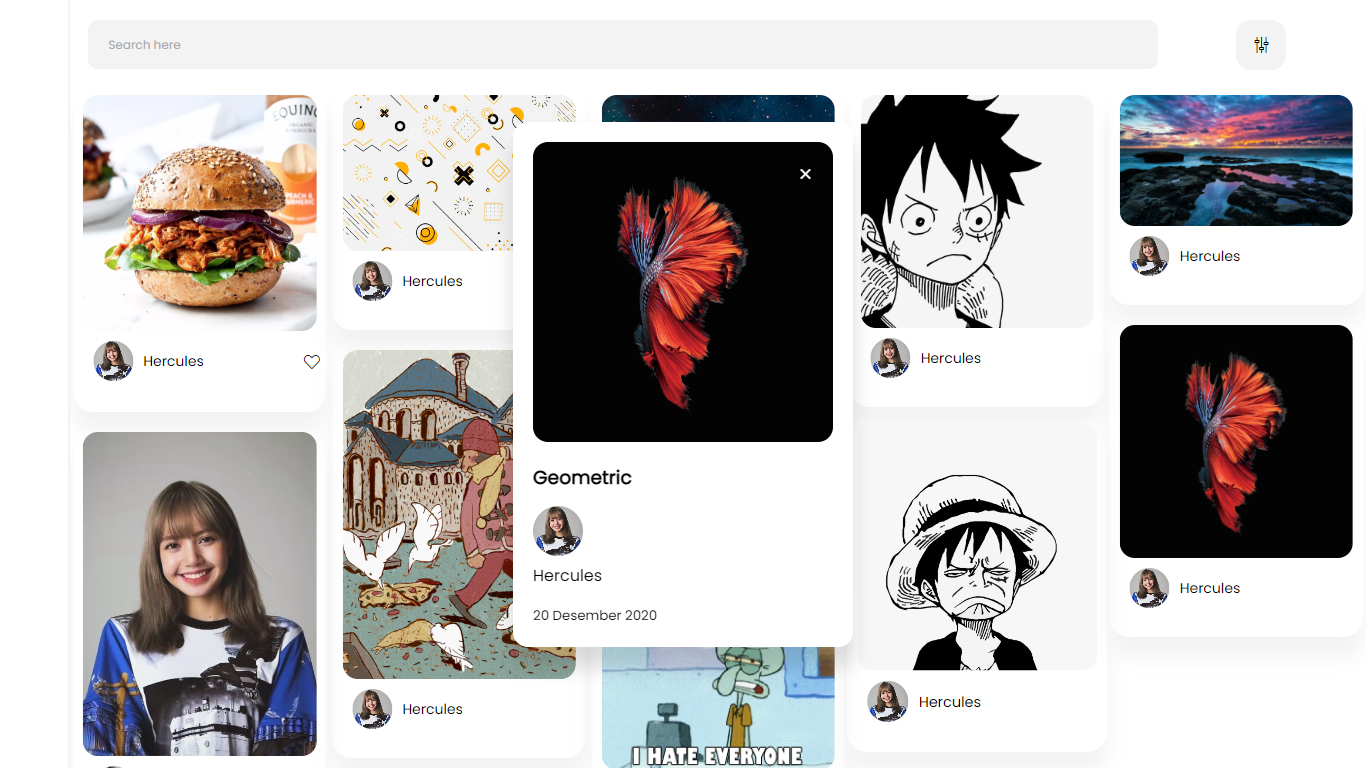 Search here
EQUINO
ORGANIC
KOMBUCHA
PEACH &
TURMERIC
Hercules
Hercules
Geometric
Hercules
20 Desember 2020
Hercules
Hercules
Hercules
Hercules
Hercules
I HATE EVERYONE